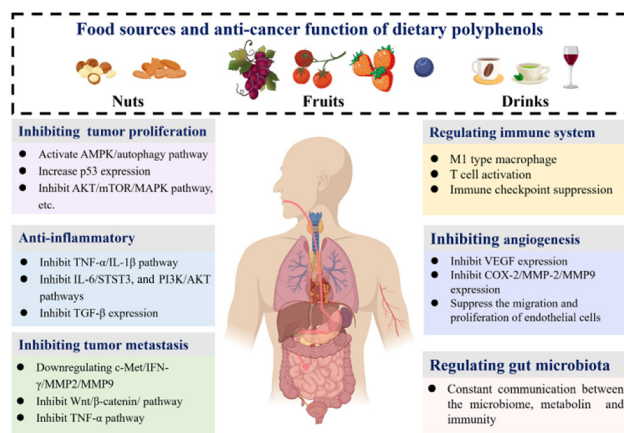 Food sources and anti-cancer function of dietary polyphenols
Nuts
Fruits
Drinks
Inhibiting tumor proliferation
● Activate AMPK/autophagy pathway
● Increase p53 expression
● Inhibit AKT/mTOR/MAPK pathway,
etc.
Anti-inflammatory
● Inhibit TNF-α/IL-1β pathway
● Inhibit IL-6/STST3, and PI3K/AKT
pathways
● Inhibit TGF-β expression
Inhibiting tumor metastasis
● Downregulating c-Met/IFN-
γ/MMP2/MMP9
● Inhibit Wnt/β-catenin/ pathway
● Inhibit TNF-α pathway
Regulating immune system
● M1 type macrophage
● T cell activation
● Immune checkpoint suppression
Inhibiting angiogenesis
● Inhibit VEGF expression
● Inhibit COX-2/MMP-2/MMP9
expression
● Suppress the migration and
proliferation of endothelial cells
Regulating gut microbiota
● Constant communication between
the microbiome, metabolin and
immunity